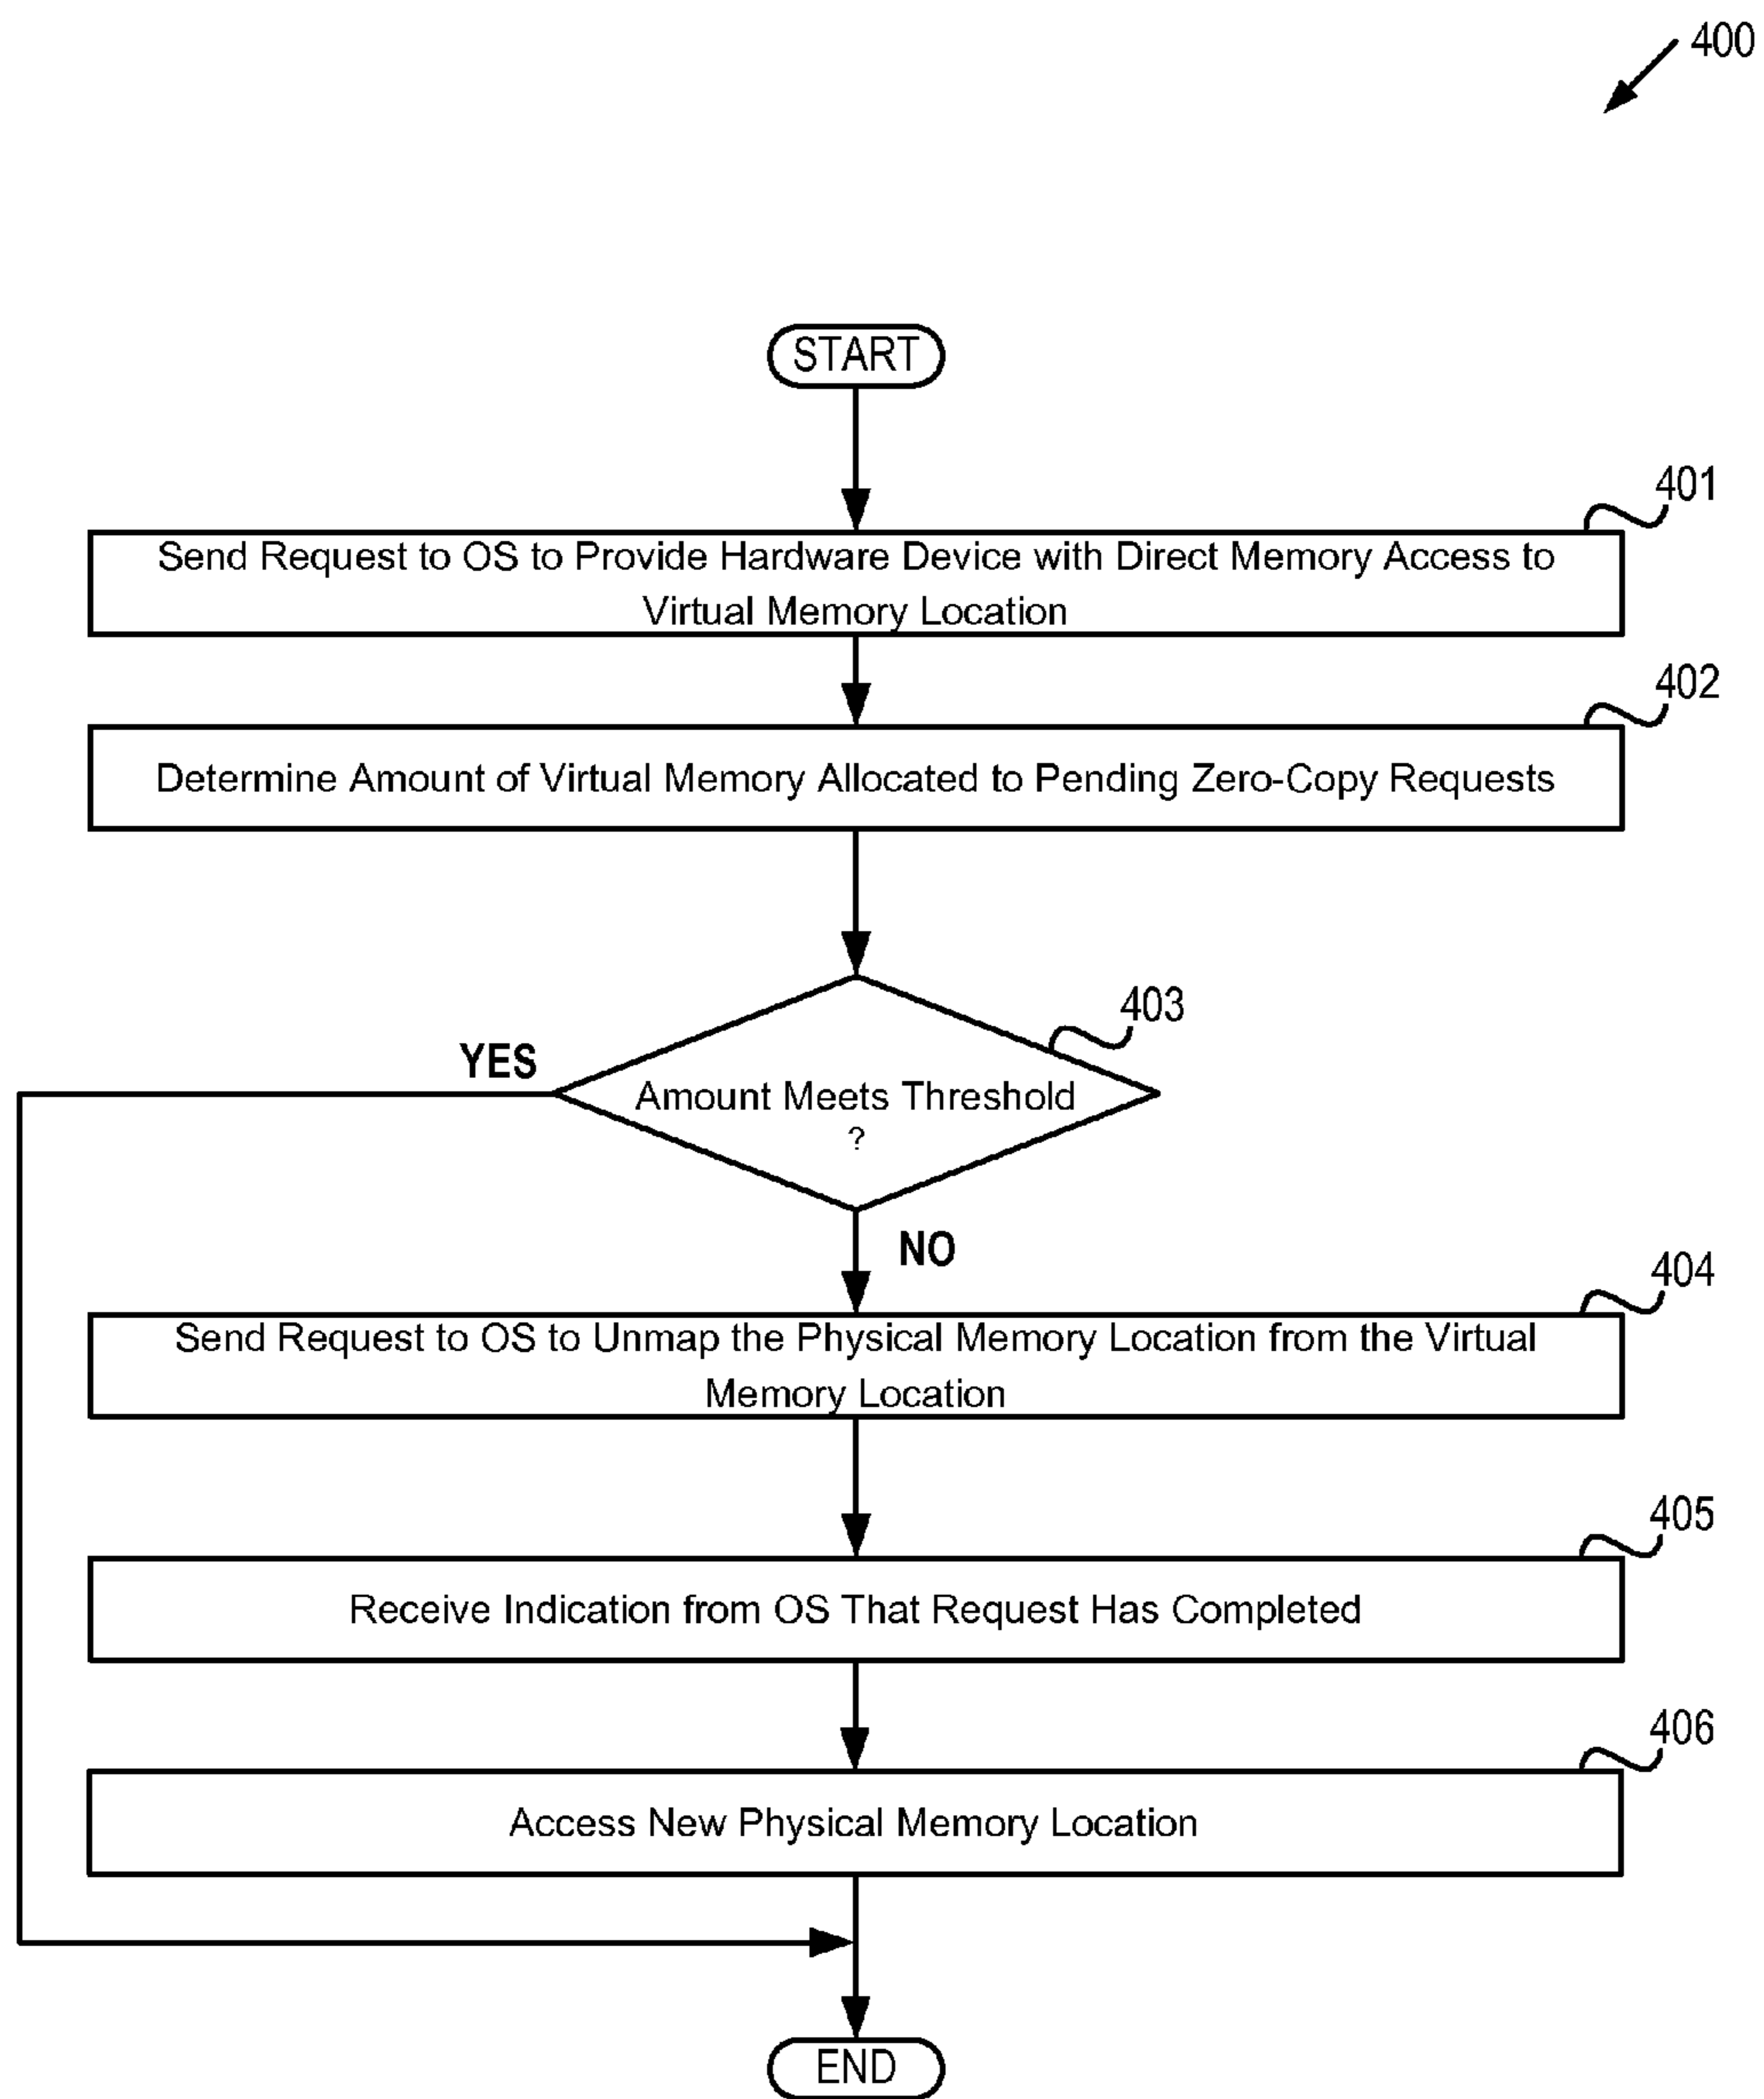 400
START
401
Send Request to OS to Provide Hardware Device with Direct Memory Access to
Virtual Memory Location
402
Determine Amount of Virtual Memory Allocated to Pending Zero-Copy Requests
403
YES
Amount Meets Threshold
?
NO
404
Send Request to OS to Unmap the Physical Memory Location from the Virtual
Memory Location
405
Receive Indication from OS That Request Has Completed
406
Access New Physical Memory Location
END